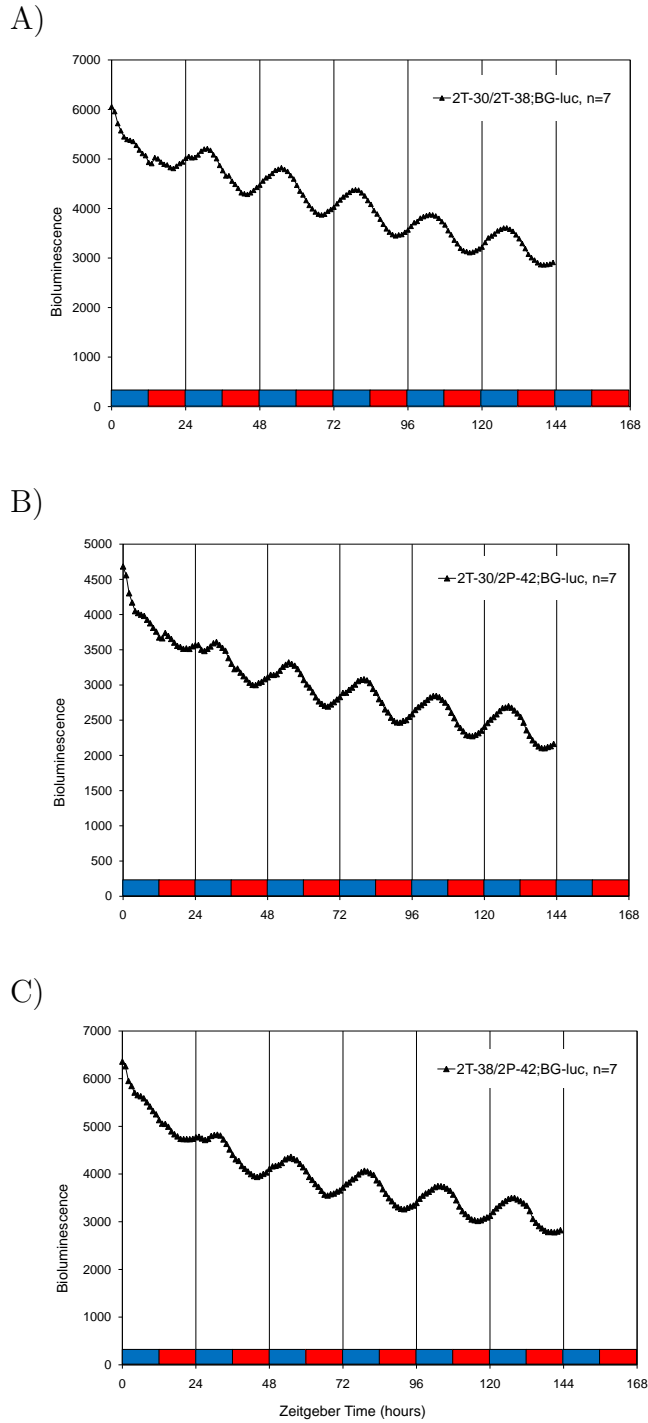 A)
7000
6000
5000
4000
3000
2000
1000
0
Bioluminescence
2T-30/2T-38;BG-luc, n=7
0 24 48 72 96 120 144 168
B)
5000
4500
4000
3500
3000
2500
2000
1500
1000
500
0
Bioluminescence
2T-30/2P-42;BG-luc, n=7
0 24 48 72 96 120 144 168
C)
7000
6000
5000
4000
3000
2000
1000
0
Bioluminescence
2T-38/2P-42;BG-luc, n=7
0 24 48 72 96 120 144 168
Zeitgeber Time (hours)